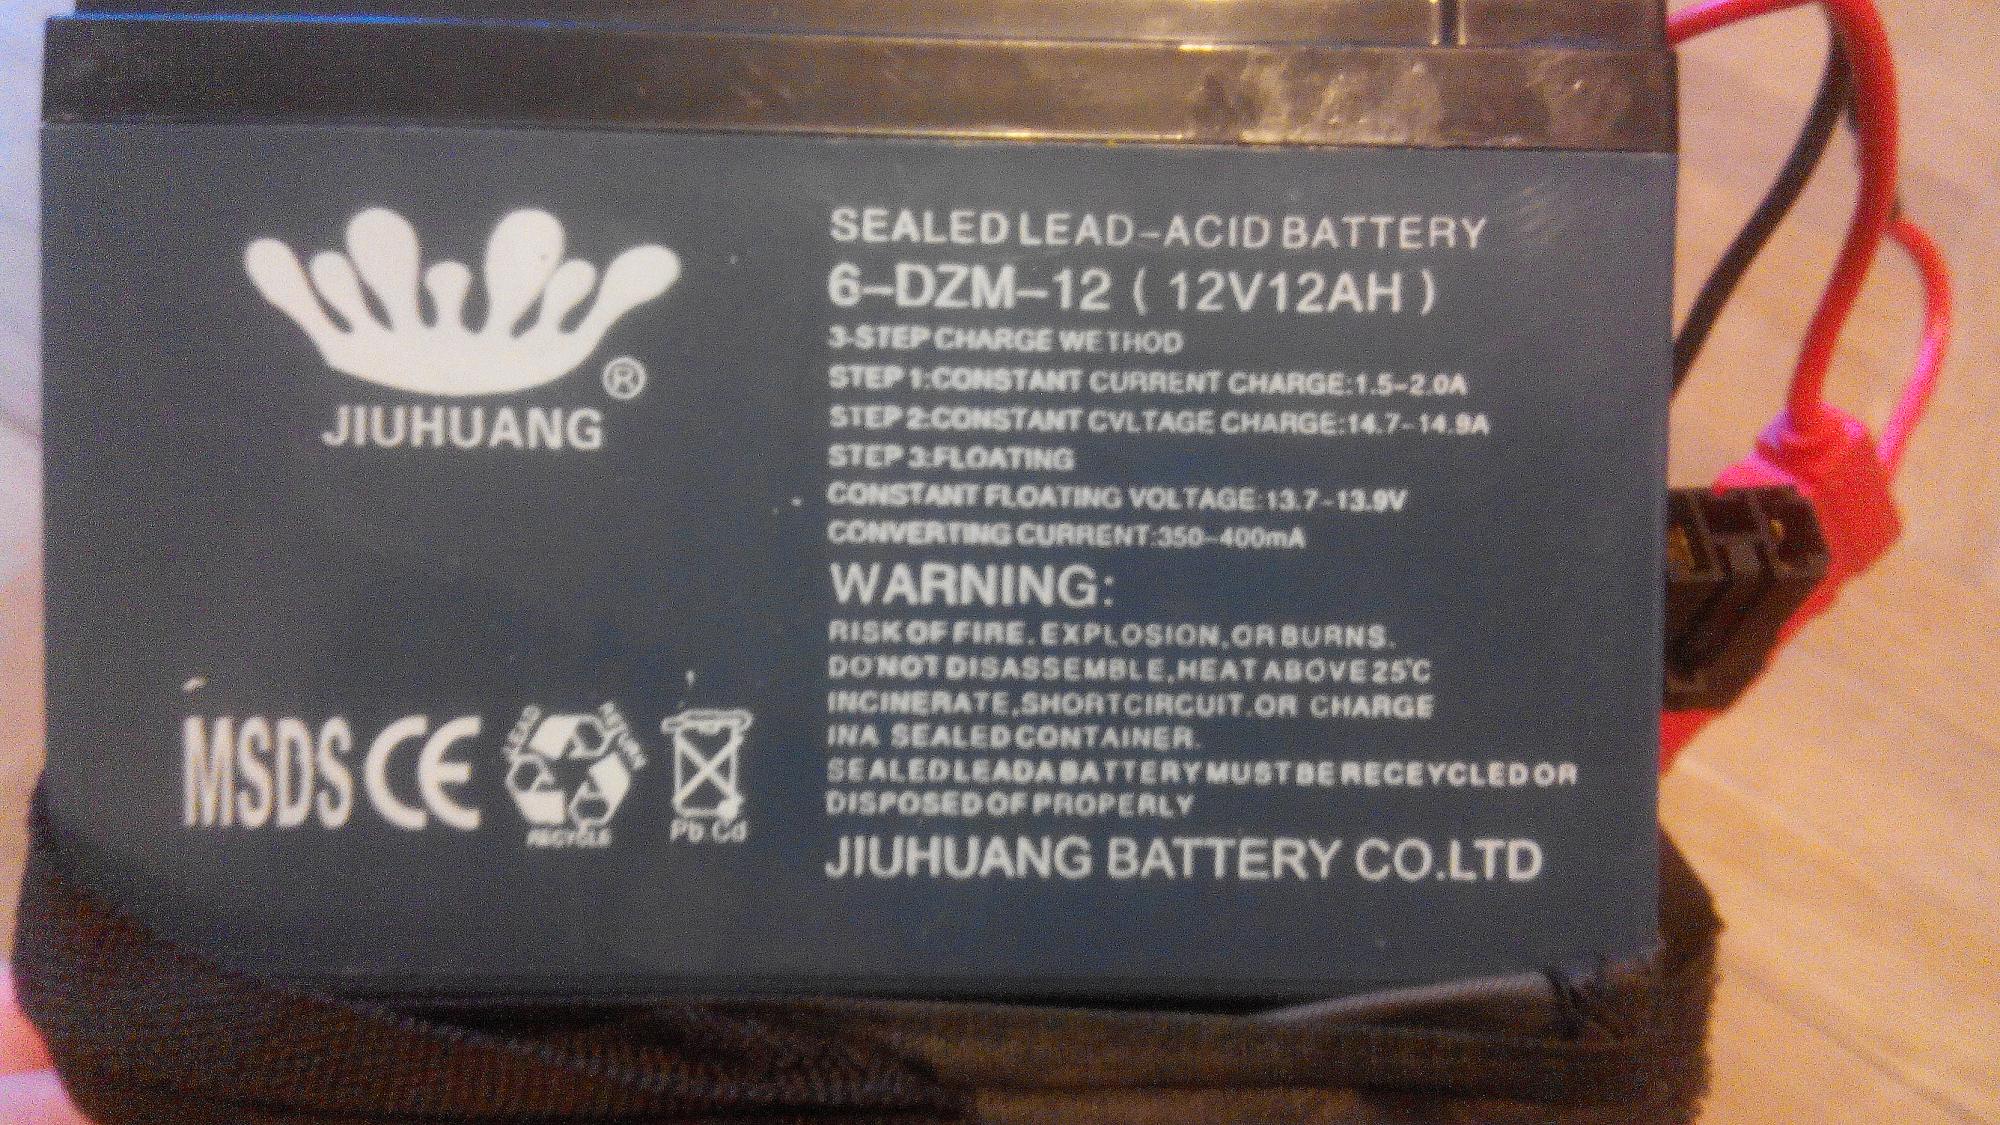 JIUHUANG
®
SEALED LEAD-ACID BATTERY
6-DZM-12 ( 12V12AH )
3-STEP CHARGE WETHOD
STEP 1:CONSTANT CURRENT CHARGE:1.5-2.0A
STEP 2:CONSTANT CVLTAGE CHARGE:14.7-14.9A
STEP 3:FLOATING
CONSTANT FLOATING VOLTAGE:13.7-13.9V
CONVERTING CURRENT:350-400mA
WARNING:
RISK OF FIRE. EXPLOSION,OR BURNS.
DO NOT DISASSEMBLE,HEAT ABOVE 25℃
INCINERATE,SHORTCIRCUIT.OR CHARGE
INA SEALED CONTAINER.
SEALED LEADA BATTERY MUST BE RECEYCLED OR
DISPOSED OF PROPERLY
JIUHUANG BATTERY CO.LTD
MSDS CE
LEAD RETURN
RECYCLE
Pb Cd